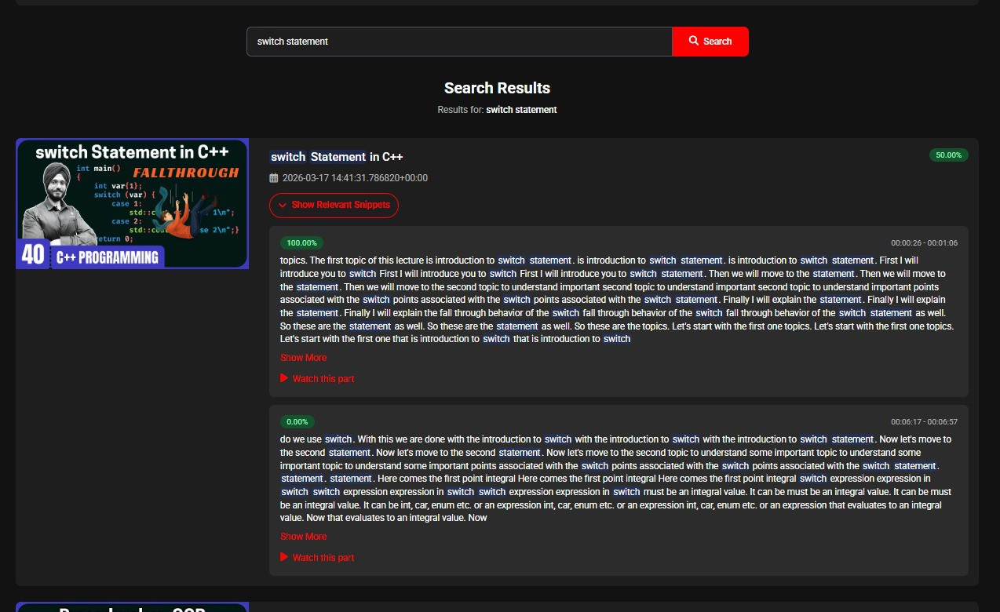 switch statement
Search
Search Results
Results for: switch statement
switch Statement in C++
int main()
FALLTHROUGH
{
int var{1};
switch (var) {
case 1:
1\n";
case 2:
se 2\n";}
return 0;
40
C++ PROGRAMMING
switch Statement in C++
50.00%
2026-03-17 14:41:31.786820+00:00
Show Relevant Snippets
100.00%
00:00:26 - 00:01:06
topics. The first topic of this lecture is introduction to switch statement. is introduction to switch statement. is introduction to switch statement. First I will
introduce you to switch First I will introduce you to switch First I will introduce you to switch statement. Then we will move to the statement. Then we will move to
the statement. Then we will move to the second topic to understand important second topic to understand important second topic to understand important points
associated with the switch points associated with the switch points associated with the switch statement. Finally I will explain the statement. Finally I will explain
the statement. Finally I will explain the fall through behavior of the switch fall through behavior of the switch fall through behavior of the switch statement as well.
So these are the statement as well. So these are the statement as well. So these are the topics. Let's start with the first one topics. Let's start with the first one topics.
Let's start with the first one that is introduction to switch that is introduction to switch
Show More
Watch this part
0.00%
00:06:17 - 00:06:57
do we use switch. With this we are done with the introduction to switch with the introduction to switch with the introduction to switch statement. Now let's move to
the second statement. Now let's move to the second statement. Now let's move to the second topic to understand some important topic to understand some
important topic to understand some important points associated with the switch points associated with the switch points associated with the switch statement.
statement. statement. Here comes the first point integral Here comes the first point integral Here comes the first point integral switch expression expression in
switch switch expression expression in switch switch expression expression in switch must be an integral value. It can be must be an integral value. It can be must
be an integral value. It can be int, car, enum etc. or an expression int, car, enum etc. or an expression int, car, enum etc. or an expression that evaluates to an integral
value. Now that evaluates to an integral value. Now
Show More
Watch this part